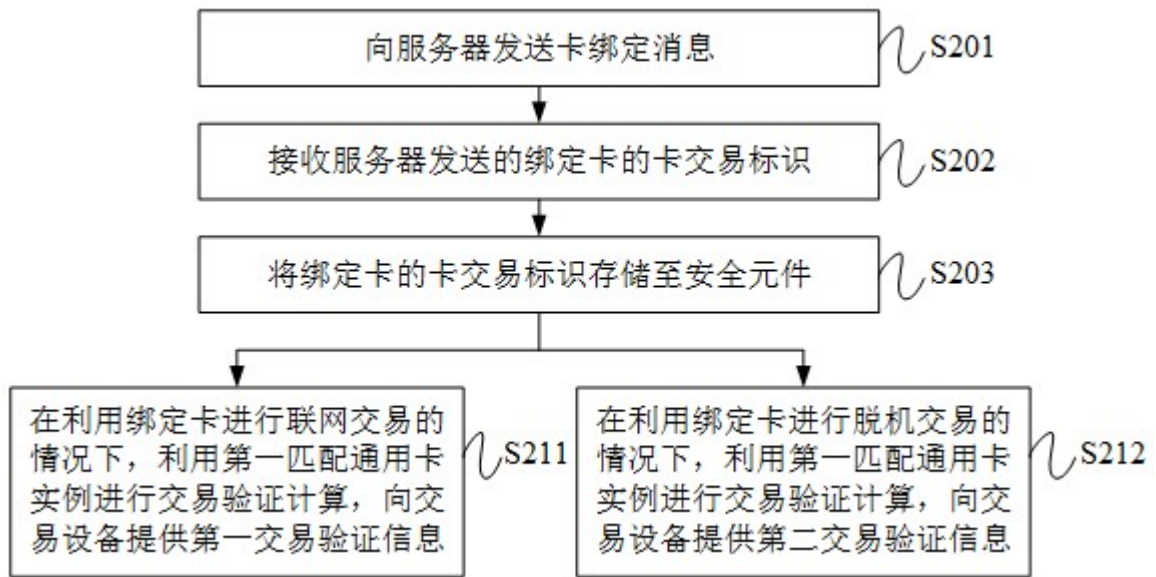 向服务器发送卡绑定消息
S201
接收服务器发送的绑定卡的卡交易标识
S202
将绑定卡的卡交易标识存储至安全元件
S203
在利用绑定卡进行联网交易的
情况下，利用第一匹配通用卡
实例进行交易验证计算，向交
易设备提供第一交易验证信息
S211
在利用绑定卡进行脱机交易的
情况下，利用第一匹配通用卡
实例进行交易验证计算，向交
易设备提供第二交易验证信息
S212